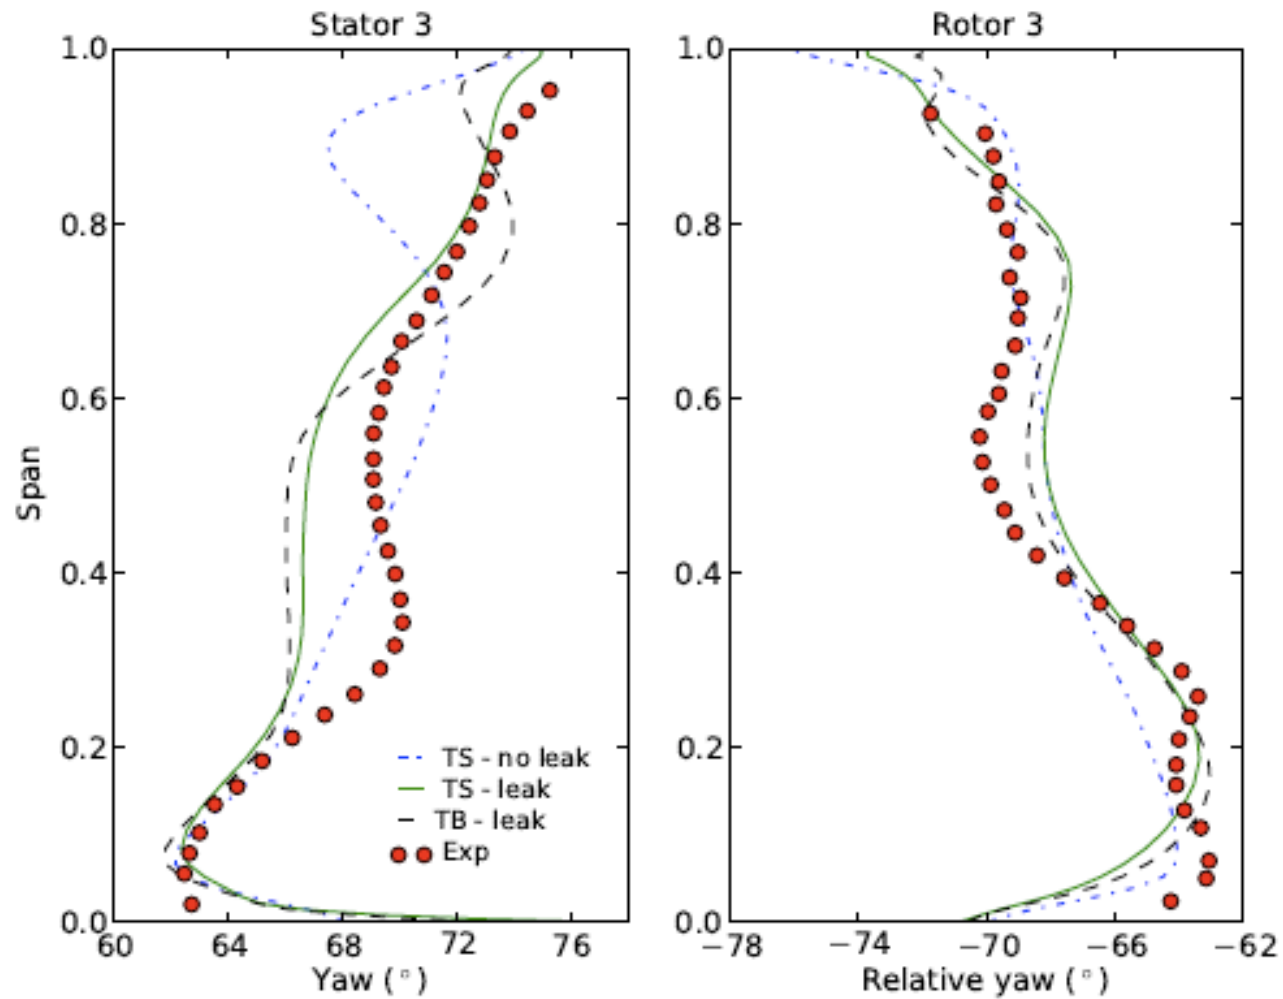 Stator 3
Rotor 3
1.0
0.8
0.6
0.4
0.2
0.0
Span
60 64 68 72 76
Yaw (°)
TS - no leak
TS - leak
TB - leak
Exp
1.0
0.8
0.6
0.4
0.2
0.0
−78 −74 −70 −66 −62
Relative yaw (°)